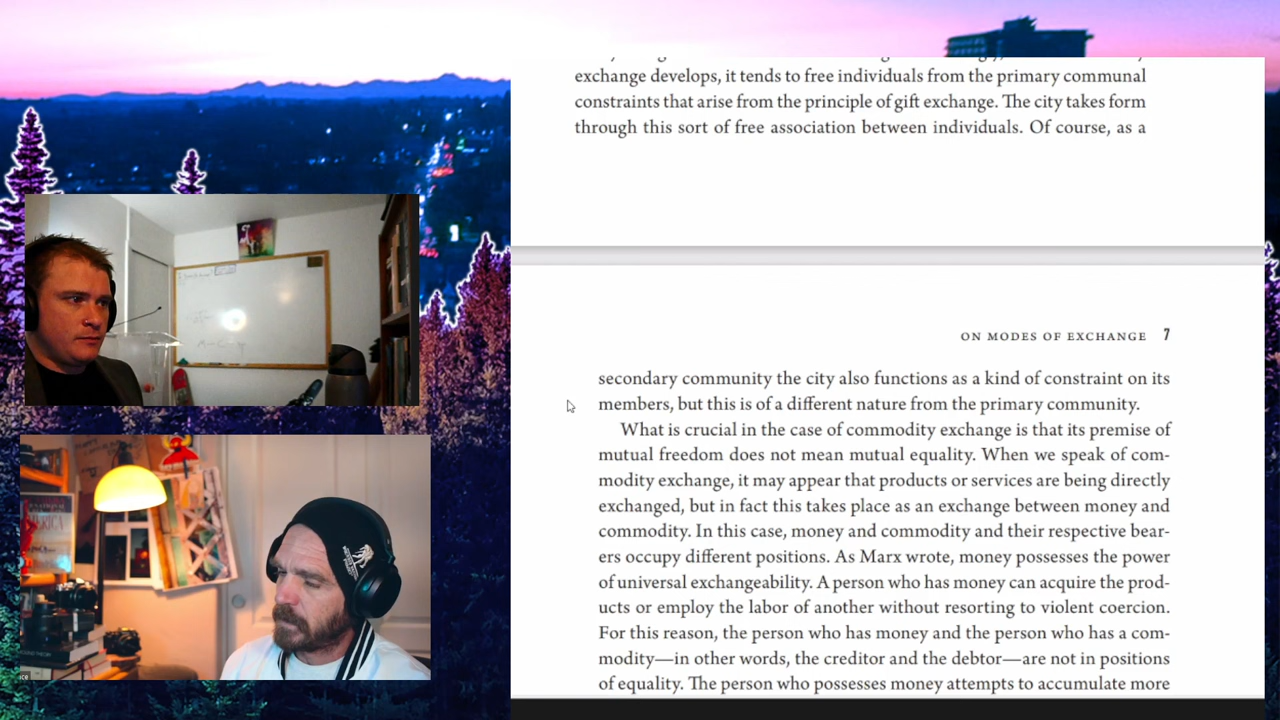 exchange develops, it tends to free individuals from the primary communal
constraints that arise from the principle of gift exchange. The city takes form
through this sort of free association between individuals. Of course, as a
ON MODES OF EXCHANGE 7
secondary community the city also functions as a kind of constraint on its
members, but this is of a different nature from the primary community.
What is crucial in the case of commodity exchange is that its premise of
mutual freedom does not mean mutual equality. When we speak of com-
modity exchange, it may appear that products or services are being directly
exchanged, but in fact this takes place as an exchange between money and
commodity. In this case, money and commodity and their respective bear-
ers occupy different positions. As Marx wrote, money possesses the power
of universal exchangeability. A person who has money can acquire the prod-
ucts or employ the labor of another without resorting to violent coercion.
For this reason, the person who has money and the person who has a com-
modity—in other words, the creditor and the debtor—are not in positions
of equality. The person who possesses money attempts to accumulate more